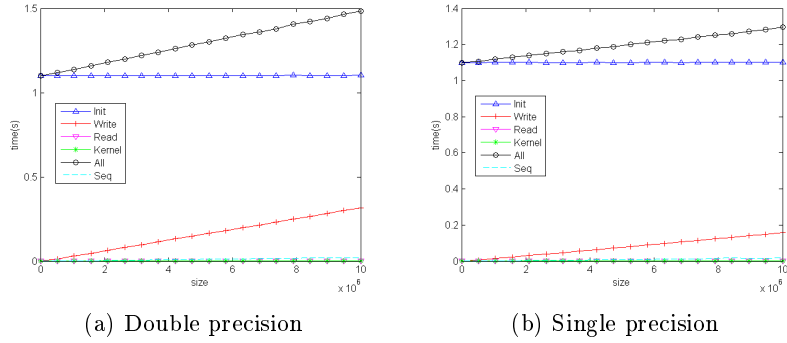 1.5
1
0.5
0
time(s)
Init
Write
Read
Kernel
All
Seq
0 2 4 6 8 10
size
x 10^6
(a) Double precision
1.4
1.2
1
0.8
0.6
0.4
0.2
0
time(s)
Init
Write
Read
Kernel
All
Seq
0 2 4 6 8 10
size
x 10^6
(b) Single precision